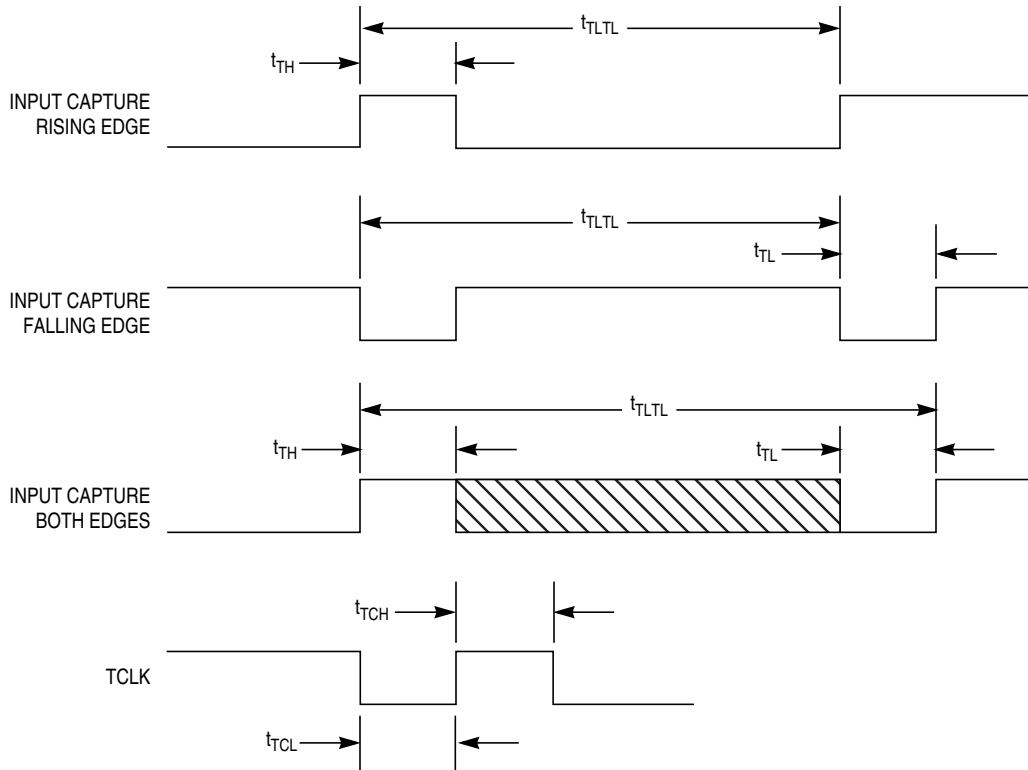 tTLTL
tTH
INPUT CAPTURE
RISING EDGE
tTLTL
tTL
INPUT CAPTURE
FALLING EDGE
tTLTL
tTH
tTL
INPUT CAPTURE
BOTH EDGES
tTCH
TCLK
tTCL